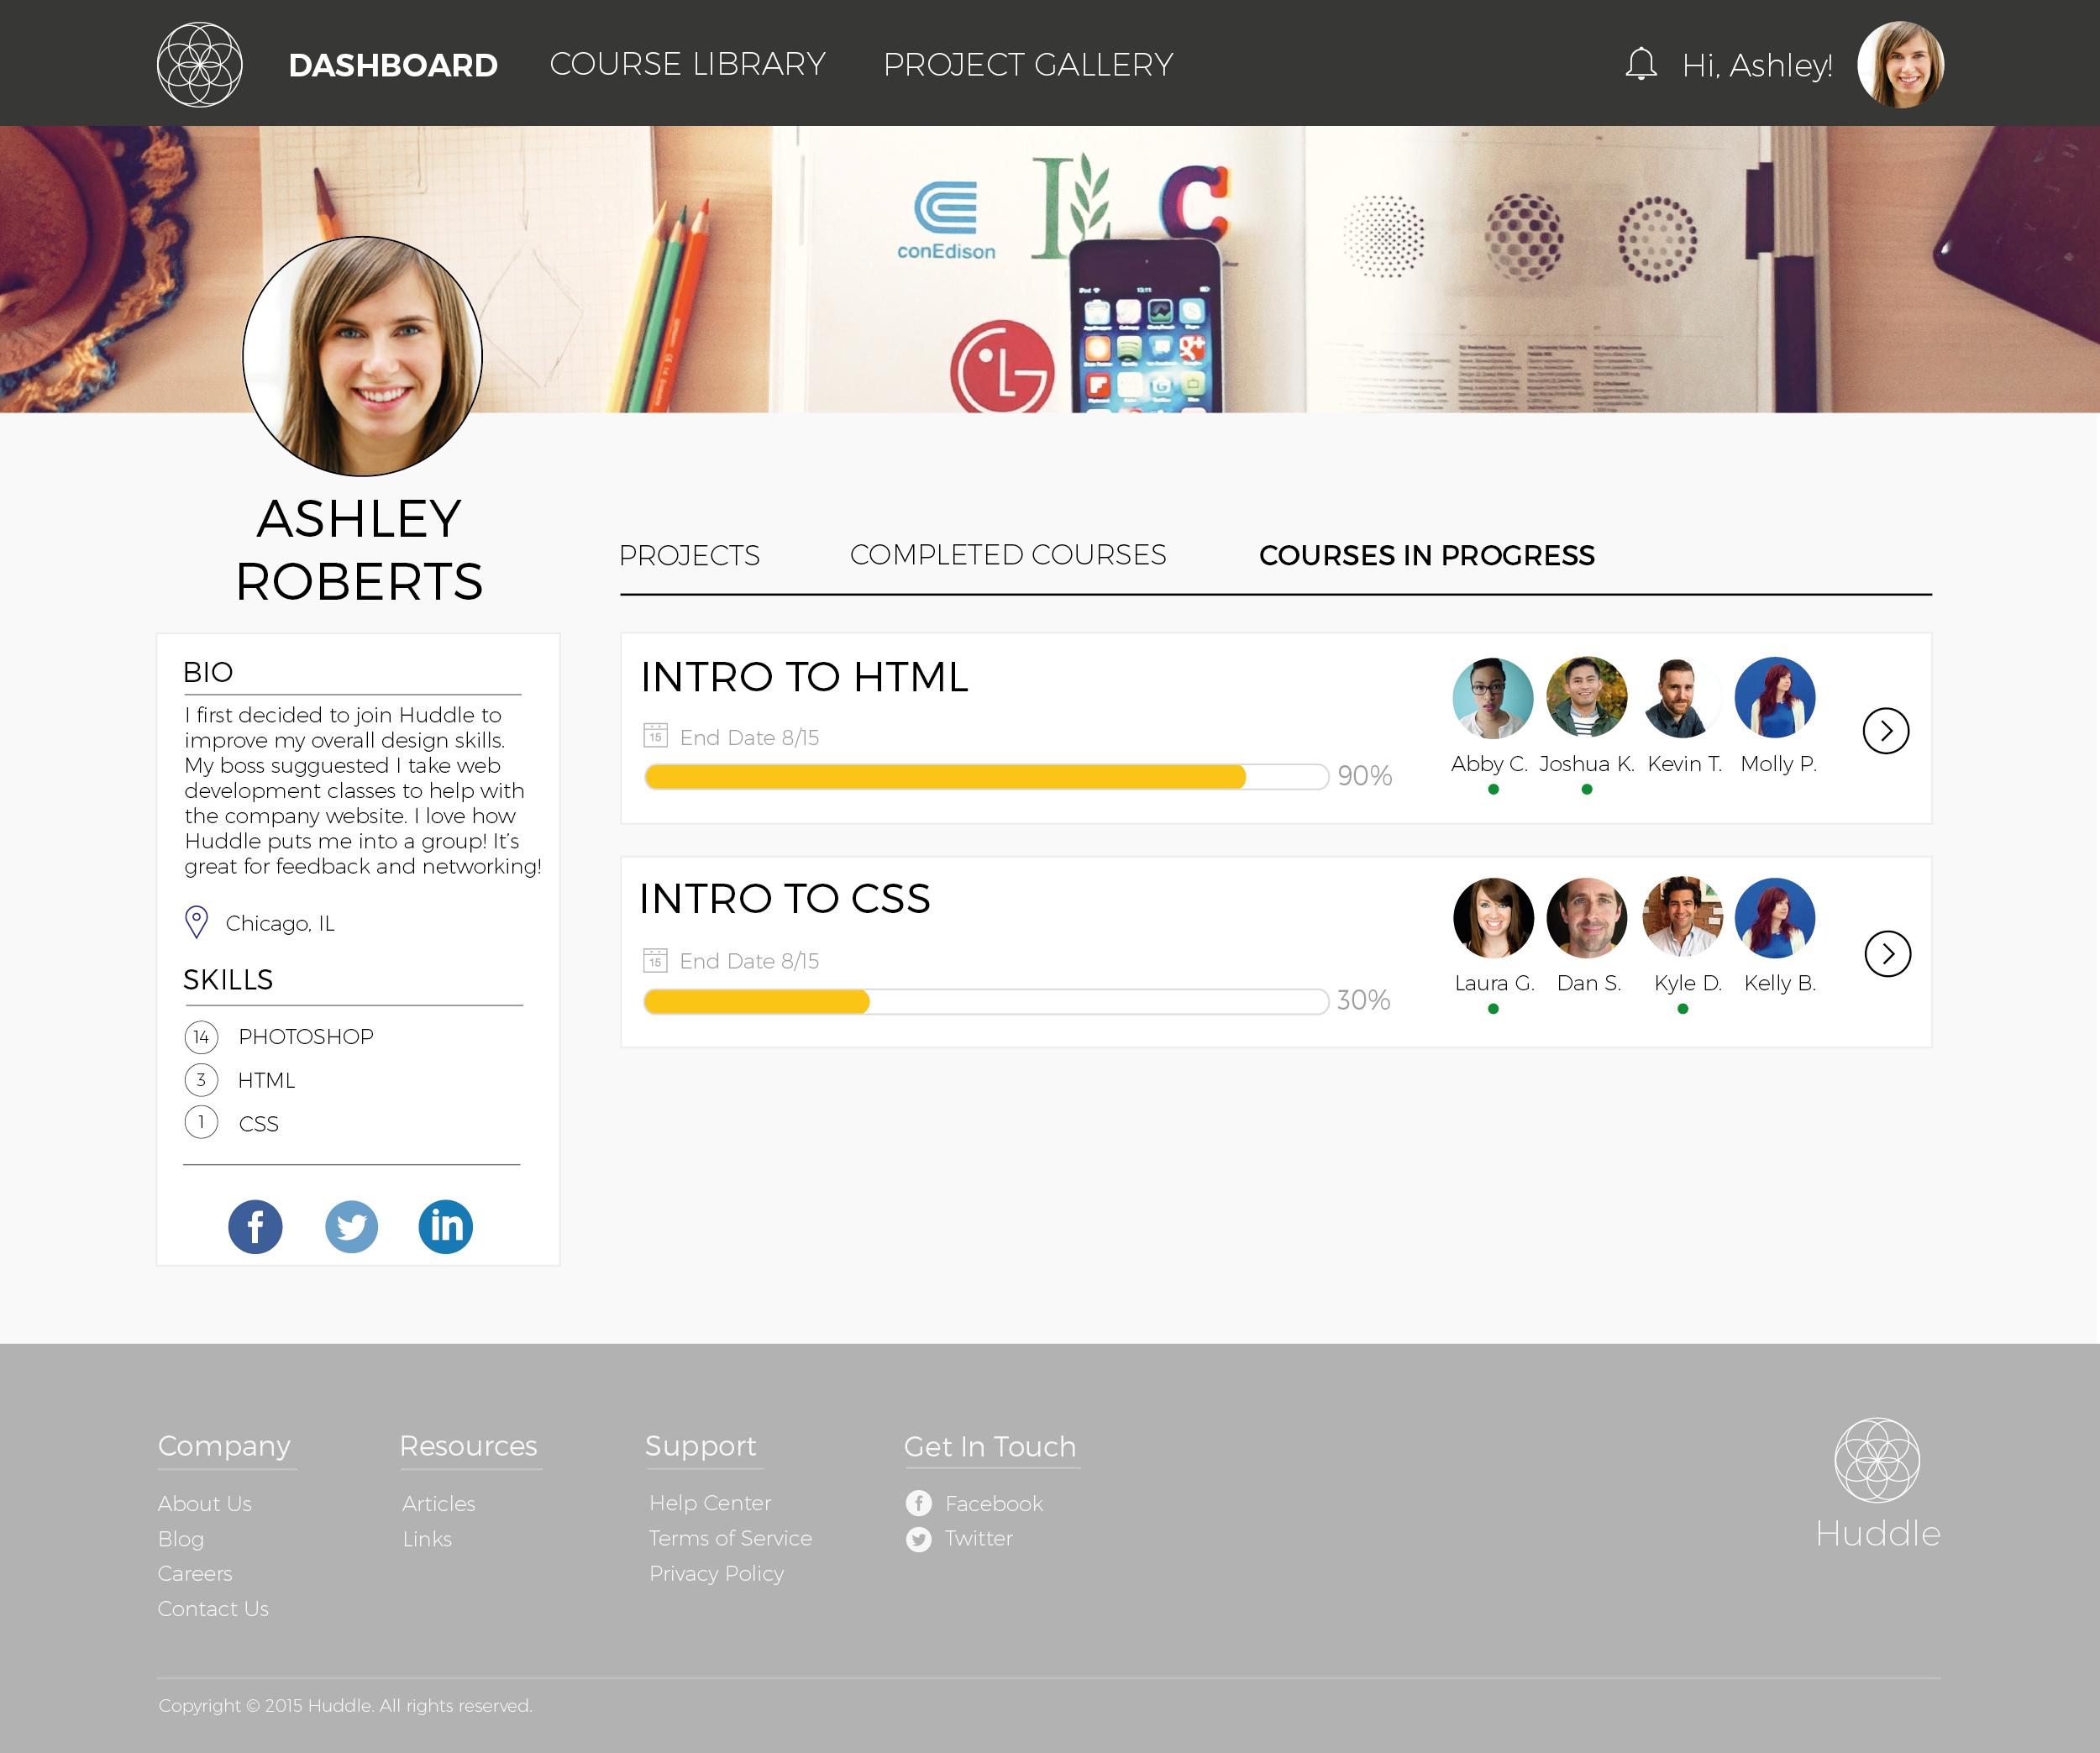 DASHBOARD
COURSE LIBRARY
PROJECT GALLERY
Hi, Ashley!
conEdison
I
C
LG
13:11
ASHLEY
ROBERTS
PROJECTS
COMPLETED COURSES
COURSES IN PROGRESS
BIO
I first decided to join Huddle to
improve my overall design skills.
My boss sugguested I take web
development classes to help with
the company website. I love how
Huddle puts me into a group! It's
great for feedback and networking!
Chicago, IL
SKILLS
14 PHOTOSHOP
3 HTML
1 CSS
f
in
INTRO TO HTML
15 End Date 8/15
90%
Abby C. Joshua K. Kevin T. Molly P.
INTRO TO CSS
15 End Date 8/15
30%
Laura G. Dan S. Kyle D. Kelly B.
Company
About Us
Blog
Careers
Contact Us
Resources
Articles
Links
Support
Help Center
Terms of Service
Privacy Policy
Get In Touch
f Facebook
Twitter
Huddle
Copyright © 2015 Huddle. All rights reserved.